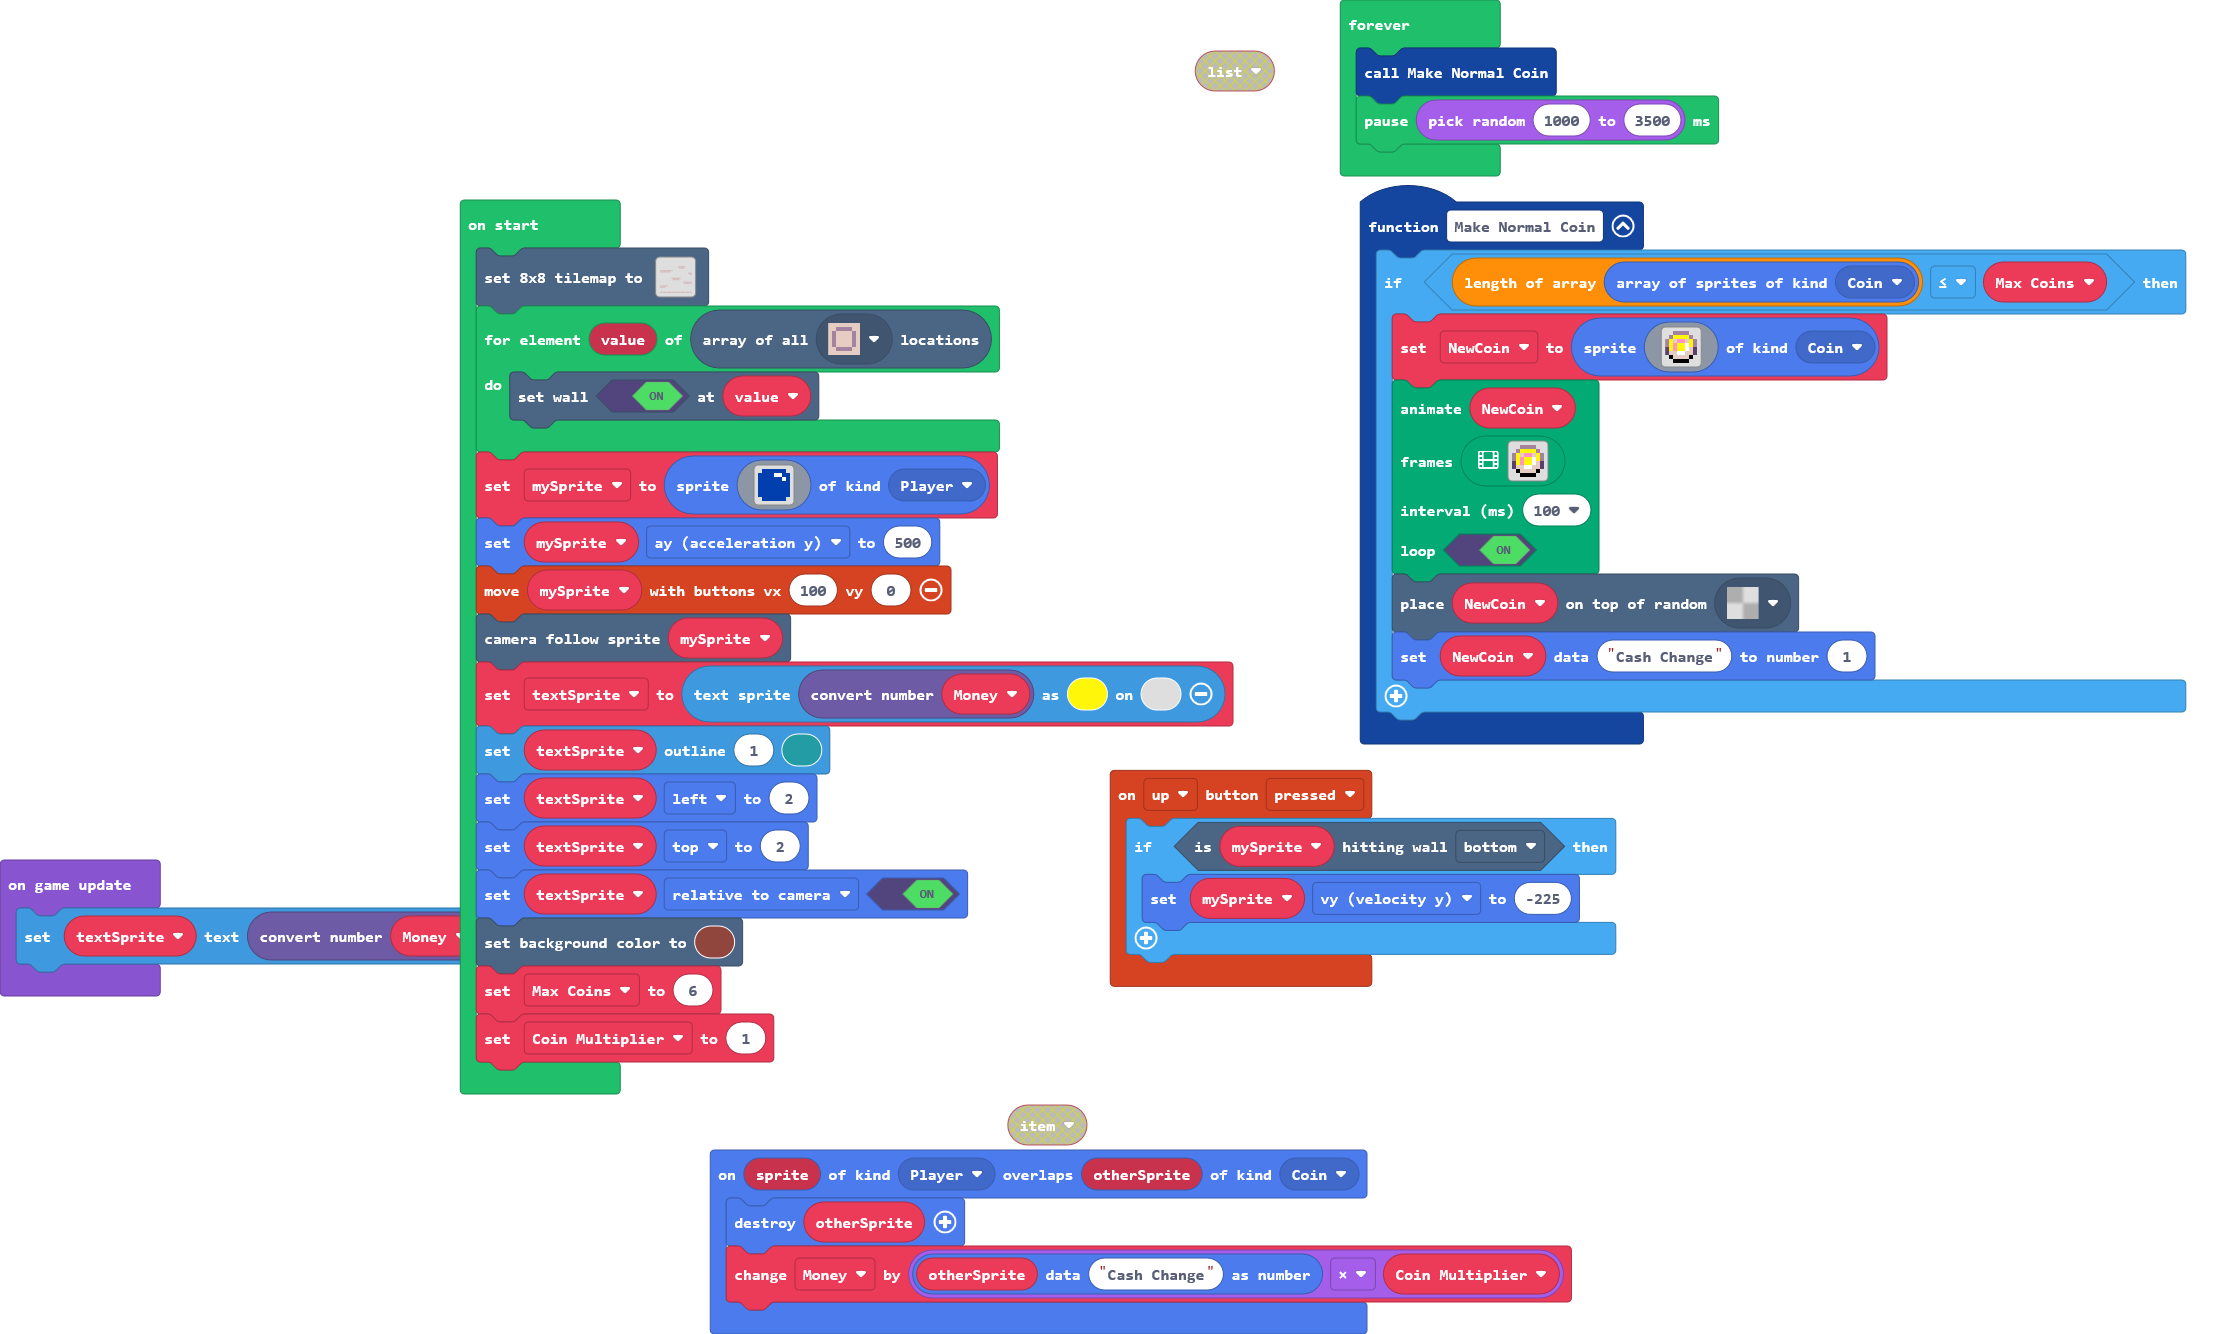 forever
call Make Normal Coin
pause pick random 1000 to 3500 ms
list
on start
set 8x8 tilemap to
for element value of array of all locations
do
set wall ON at value
set mySprite to sprite of kind Player
set mySprite ay (acceleration y) to 500
move mySprite with buttons vx 100 vy 0
camera follow sprite mySprite
set textSprite to text sprite convert number Money as on
set textSprite outline 1
set textSprite left to 2
set textSprite top to 2
set textSprite relative to camera ON
set background color to
set Max Coins to 6
set Coin Multiplier to 1
on game update
set textSprite text convert number Money
function Make Normal Coin
if length of array array of sprites of kind Coin ≤ Max Coins then
set NewCoin to sprite of kind Coin
animate NewCoin
frames
interval (ms) 100
loop ON
place NewCoin on top of random
set NewCoin data "Cash Change" to number 1
on up button pressed
if is mySprite hitting wall bottom then
set mySprite vy (velocity y) to -225
item
on sprite of kind Player overlaps otherSprite of kind Coin
destroy otherSprite
change Money by otherSprite data "Cash Change" as number × Coin Multiplier